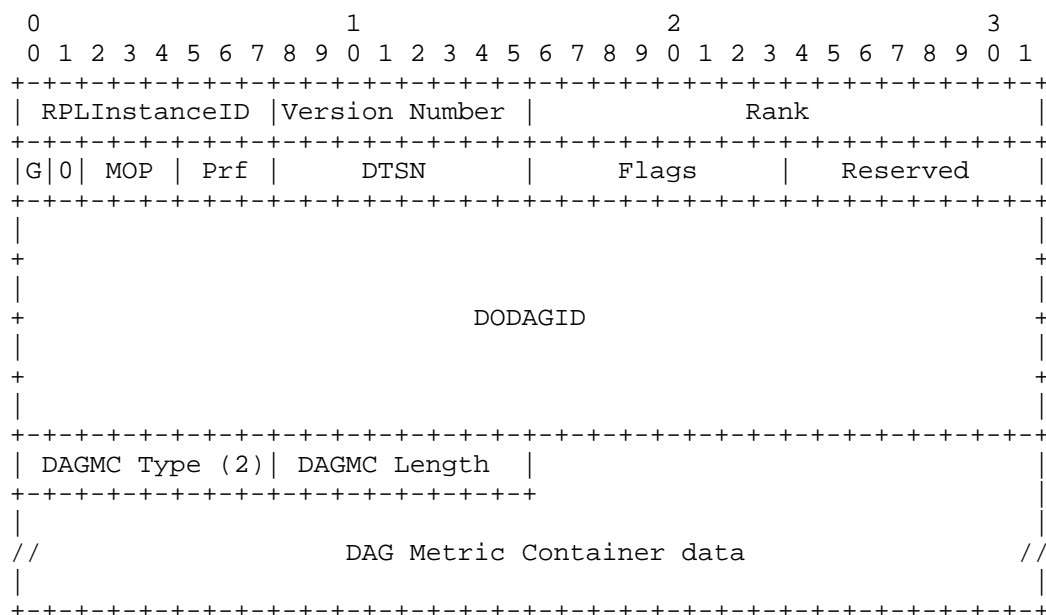 0                   1                   2                   3
 0 1 2 3 4 5 6 7 8 9 0 1 2 3 4 5 6 7 8 9 0 1 2 3 4 5 6 7 8 9 0 1
+-+-+-+-+-+-+-+-+-+-+-+-+-+-+-+-+-+-+-+-+-+-+-+-+-+-+-+-+-+-+-+-+
| RPLInstanceID |Version Number |             Rank              |
+-+-+-+-+-+-+-+-+-+-+-+-+-+-+-+-+-+-+-+-+-+-+-+-+-+-+-+-+-+-+-+-+
|G|0| MOP | Prf |     DTSN      |     Flags     |   Reserved    |
+-+-+-+-+-+-+-+-+-+-+-+-+-+-+-+-+-+-+-+-+-+-+-+-+-+-+-+-+-+-+-+-+
|                                                               |
+                                                               +
|                                                               |
+                            DODAGID                            +
|                                                               |
+                                                               +
|                                                               |
+-+-+-+-+-+-+-+-+-+-+-+-+-+-+-+-+-+-+-+-+-+-+-+-+-+-+-+-+-+-+-+-+
| DAGMC Type (2)| DAGMC Length  |                               |
+-+-+-+-+-+-+-+-+-+-+-+-+-+-+-+-+                               |
|                                                               |
//                   DAG Metric Container data                 //
|                                                               |
+-+-+-+-+-+-+-+-+-+-+-+-+-+-+-+-+-+-+-+-+-+-+-+-+-+-+-+-+-+-+-+-+